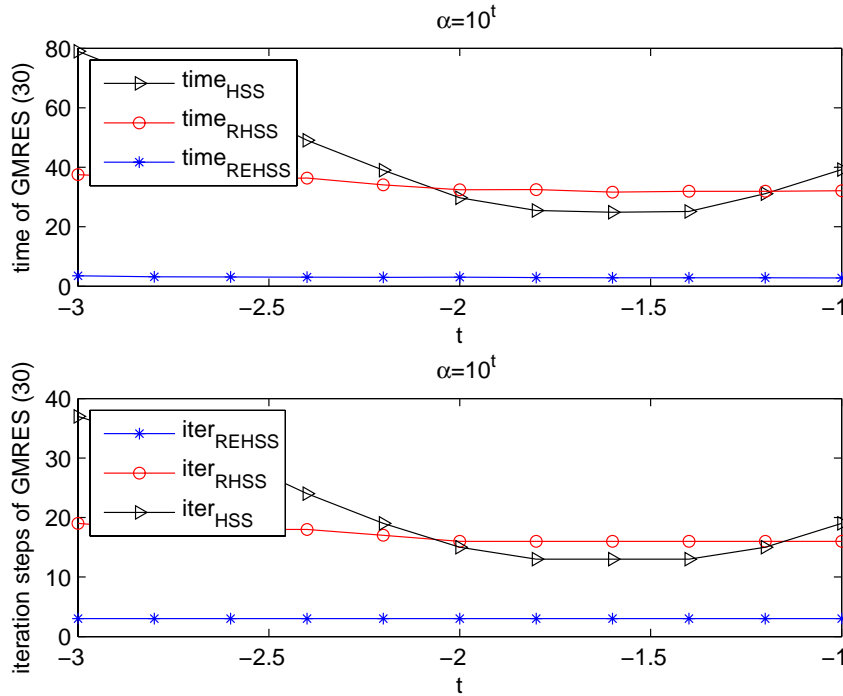 α=10^t
time of GMRES (30)
80
60
40
20
0
time_HSS
time_RHSS
time_REHSS
−3
−2.5
−2
−1.5
−1
t
α=10^t
iteration steps of GMRES (30)
40
30
20
10
0
iter_REHSS
iter_RHSS
iter_HSS
−3
−2.5
−2
−1.5
−1
t